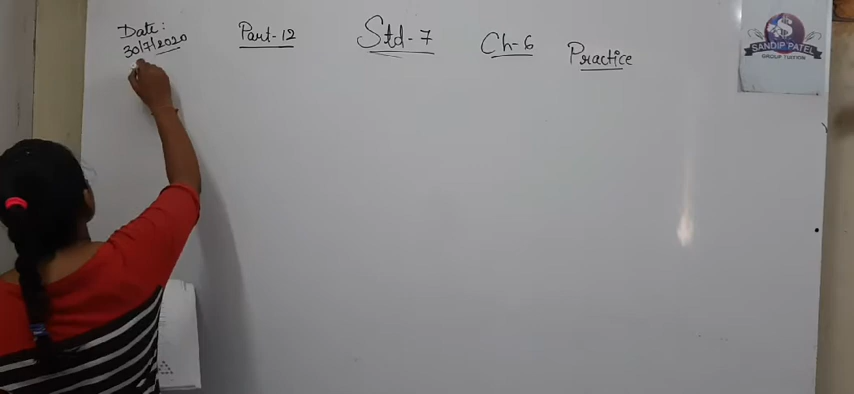 Date:
30/7/2020
Part-12
Std-7
Ch-6
Practice
SANDIP PATEL
GROUP TUITION